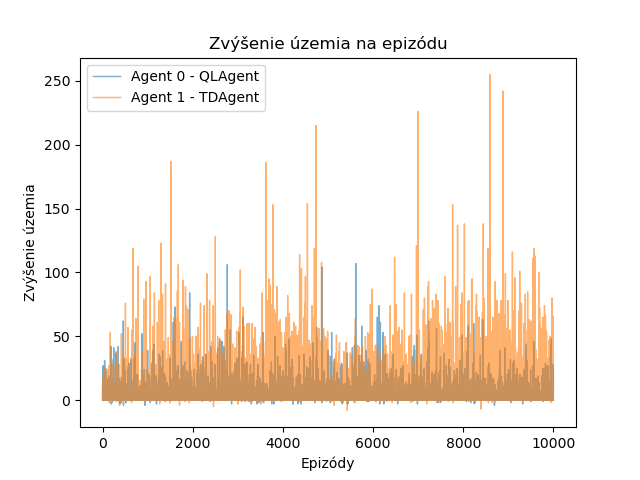 Zvýšenie územia na epizódu
Agent 0 - QLAgent
Agent 1 - TDAgent
Zvýšenie územia
250
200
150
100
50
0
0 2000 4000 6000 8000 10000
Epizódy